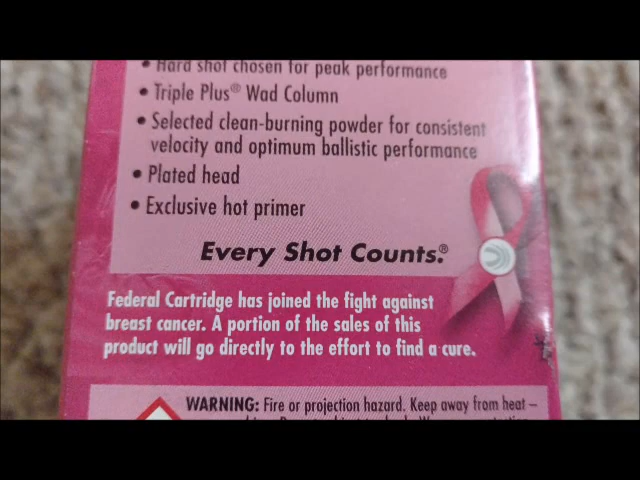 • Hard shot chosen for peak performance
• Triple Plus® Wad Column
• Selected clean-burning powder for consistent
velocity and optimum ballistic performance
• Plated head
• Exclusive hot primer
Every Shot Counts.®
Federal Cartridge has joined the fight against
breast cancer. A portion of the sales of this
product will go directly to the effort to find a cure.
WARNING: Fire or projection hazard. Keep away from heat –